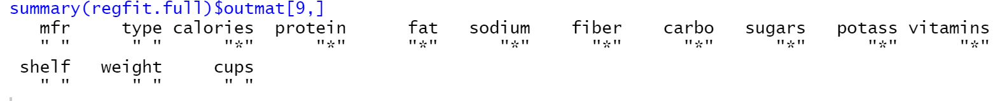 summary(regfit.full)$outmat[9,]
mfr type calories protein fat sodium fiber carbo sugars potass vitamins
" " " " "*" "*" "*" "*" "*" "*" "*" "*" "*"
shelf weight cups
" " " " " "